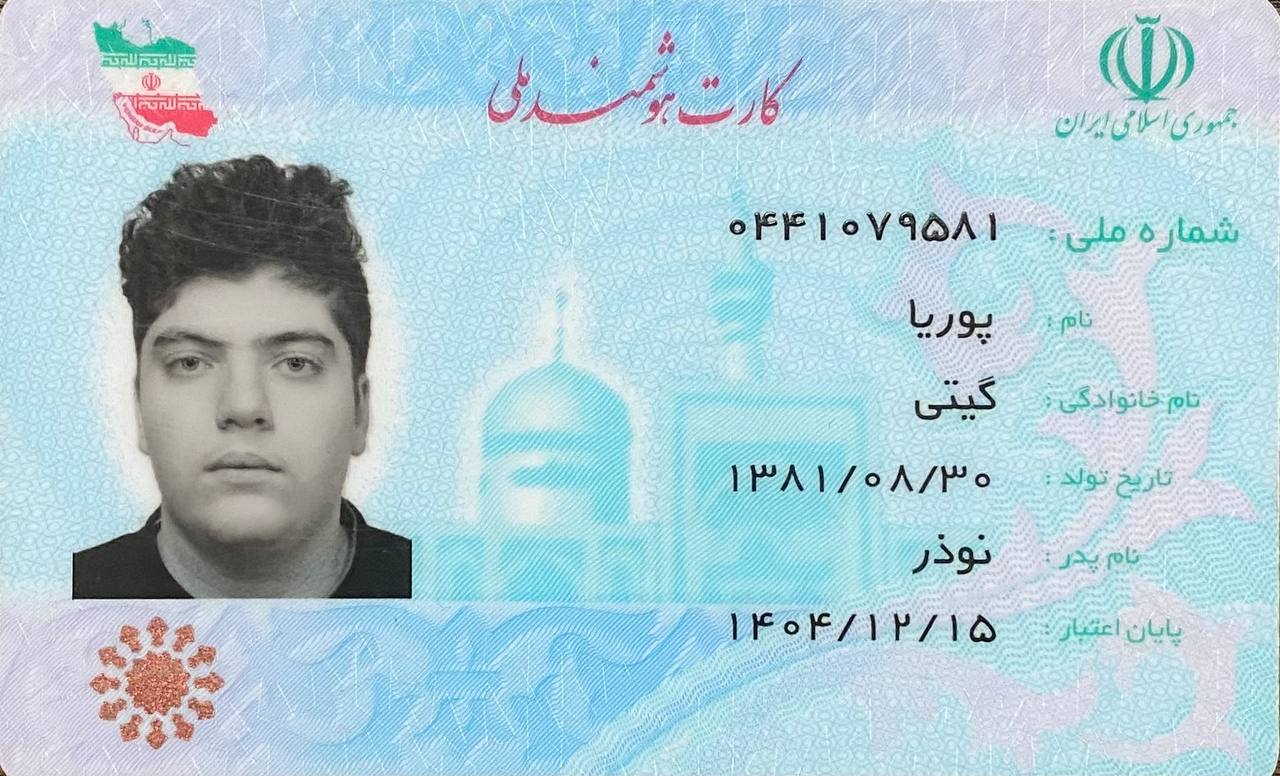 کارت هوشمند ملی
جمهوری اسلامی ایران
شماره ملی : ۰۴۴۱۰۷۹۵۸۱
نام : پوریا
نام خانوادگی : گیتی
تاریخ تولد : ۱۳۸۱/۰۸/۳۰
نام پدر : نوذر
پایان اعتبار : ۱۴۰۴/۱۲/۱۵